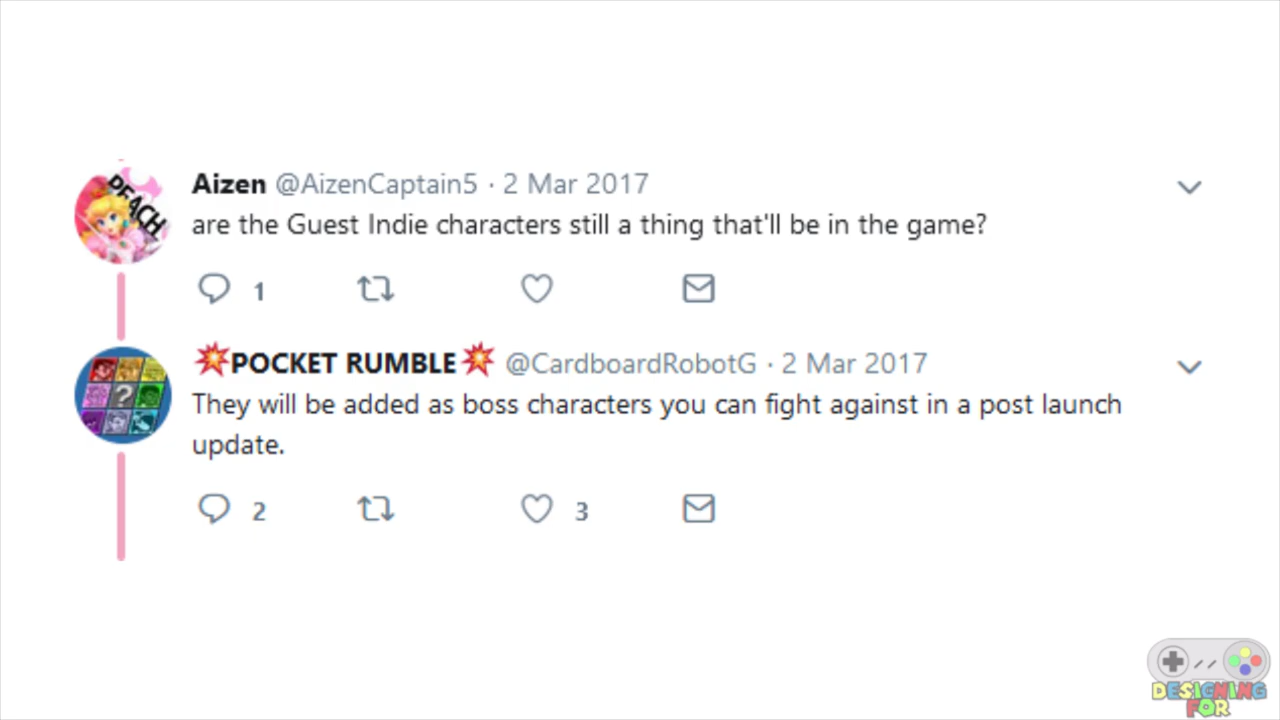 PEACH
Aizen @AizenCaptain5 · 2 Mar 2017
are the Guest Indie characters still a thing that'll be in the game?
1
💥POCKET RUMBLE💥 @CardboardRobotG · 2 Mar 2017
?
They will be added as boss characters you can fight against in a post launch
update.
2 3
DESIGNING
FOR